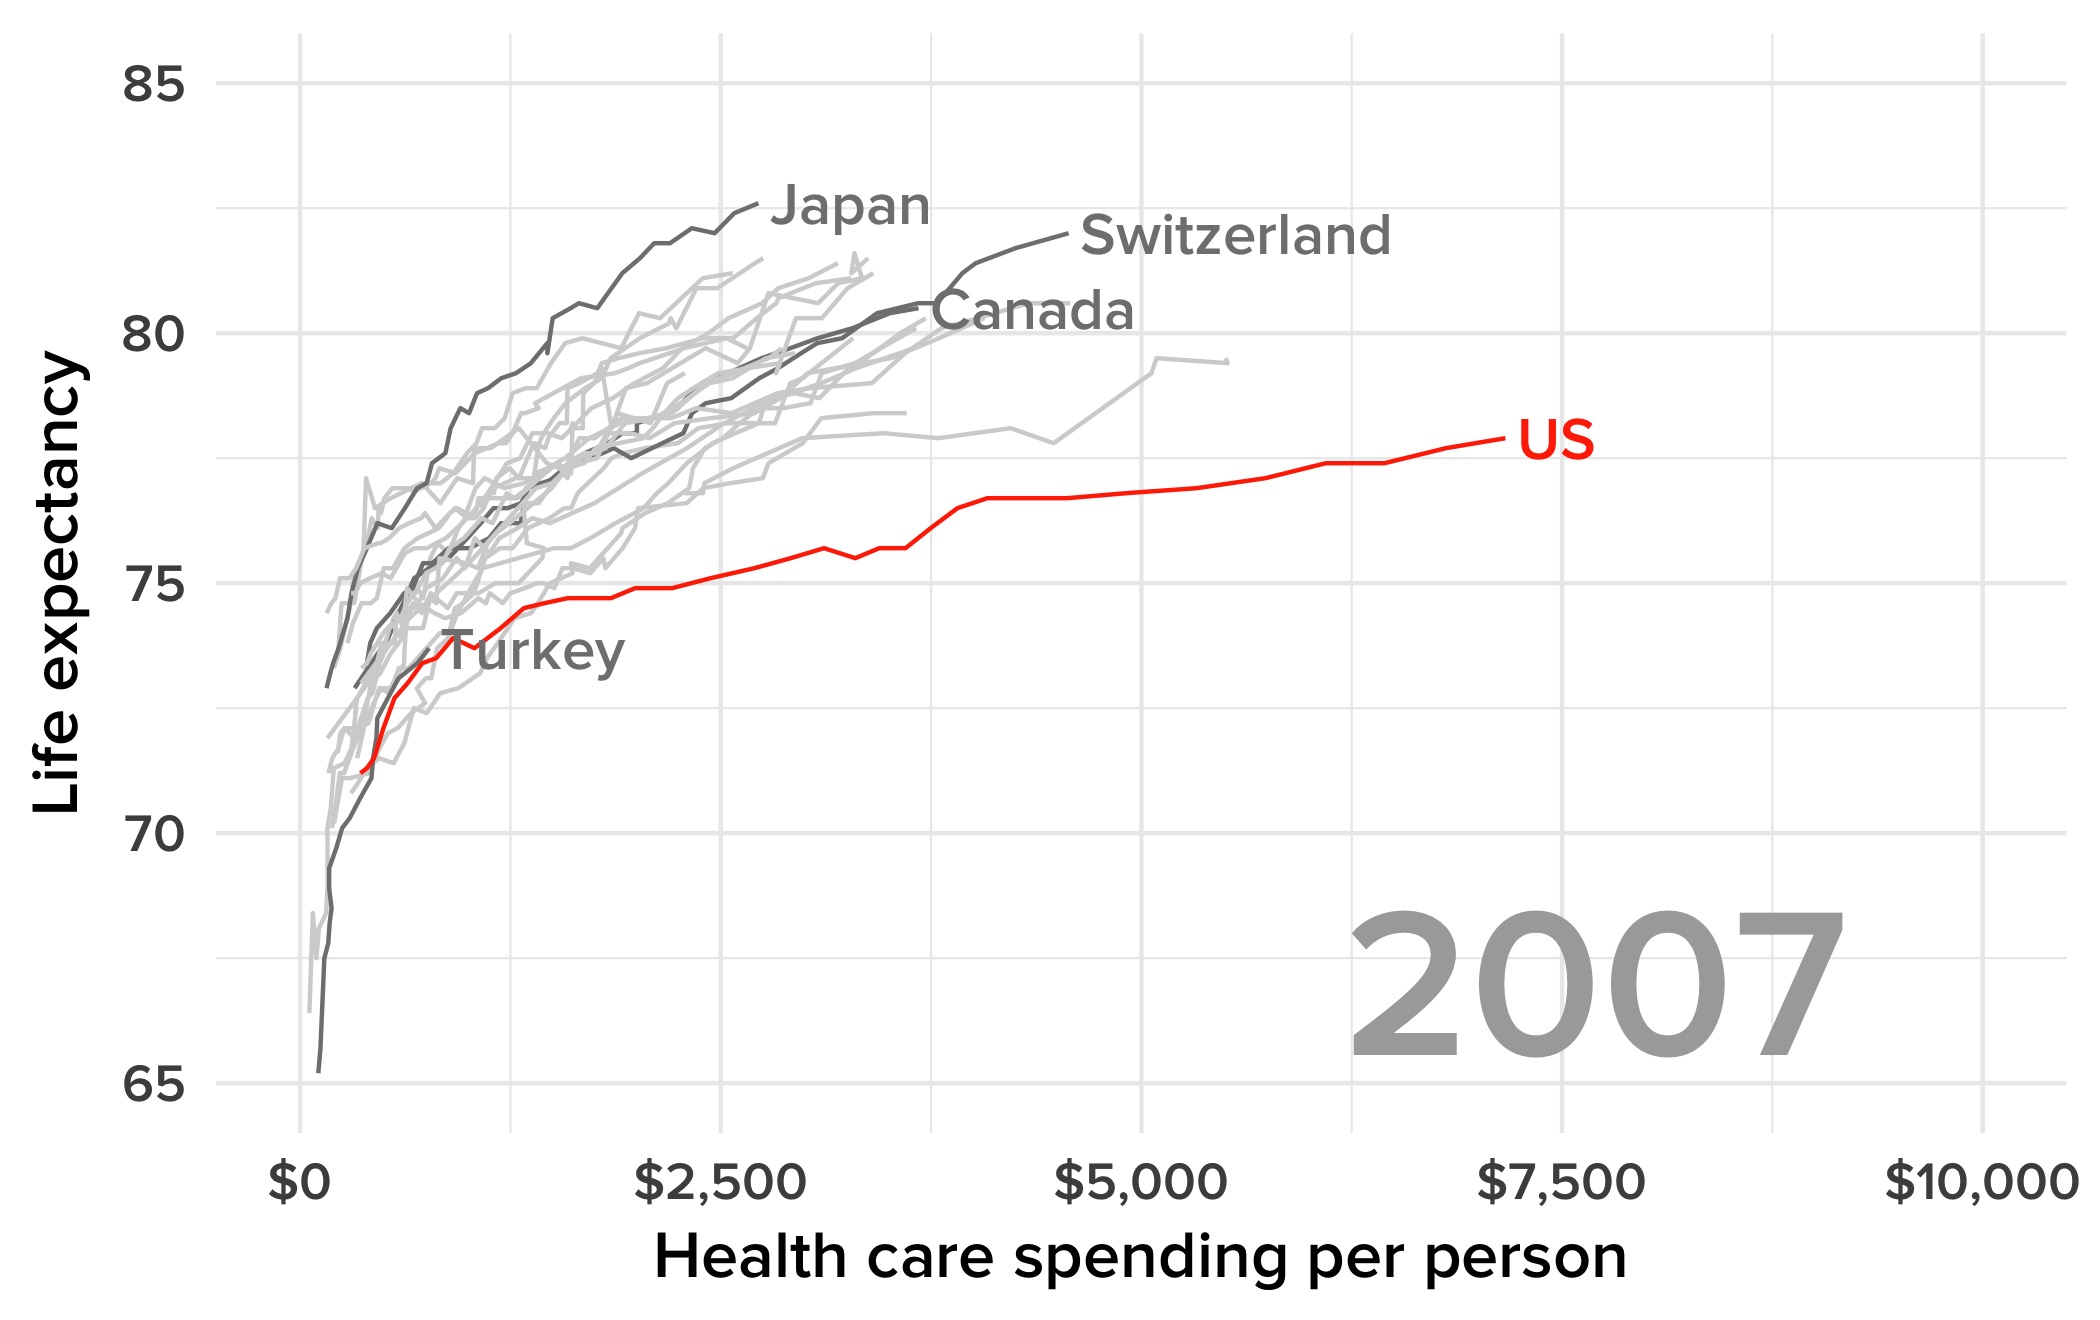 85
80
75
70
65
Life expectancy
Japan
Switzerland
Canada
US
Turkey
2007
$0
$2,500
$5,000
$7,500
$10,000
Health care spending per person